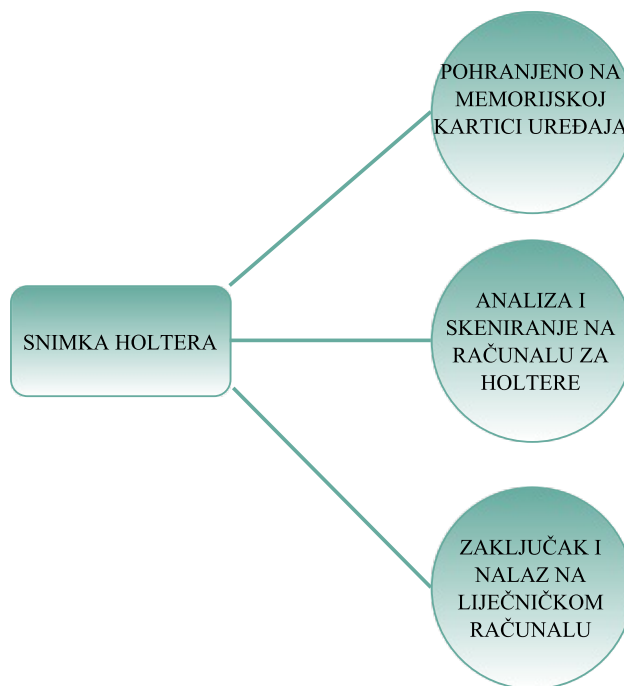 POHRANJENO NA
MEMORIJSKOJ
KARTICI UREĐAJA
SNIMKA HOLTERA
ANALIZA I
SKENIRANJE NA
RAČUNALU ZA
HOLTERE
ZAKLJUČAK I
NALAZ NA
LIJEČNIČKOM
RAČUNALU